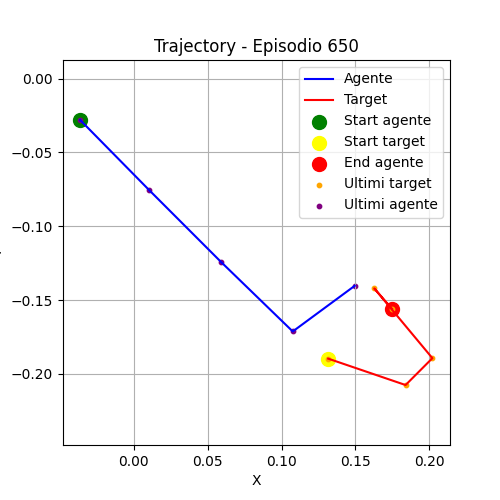 Trajectory - Episodio 650
0.00
−0.05
−0.10
−0.15
−0.20
Agente
Target
Start agente
Start target
End agente
Ultimi target
Ultimi agente
0.00 0.05 0.10 0.15 0.20
X